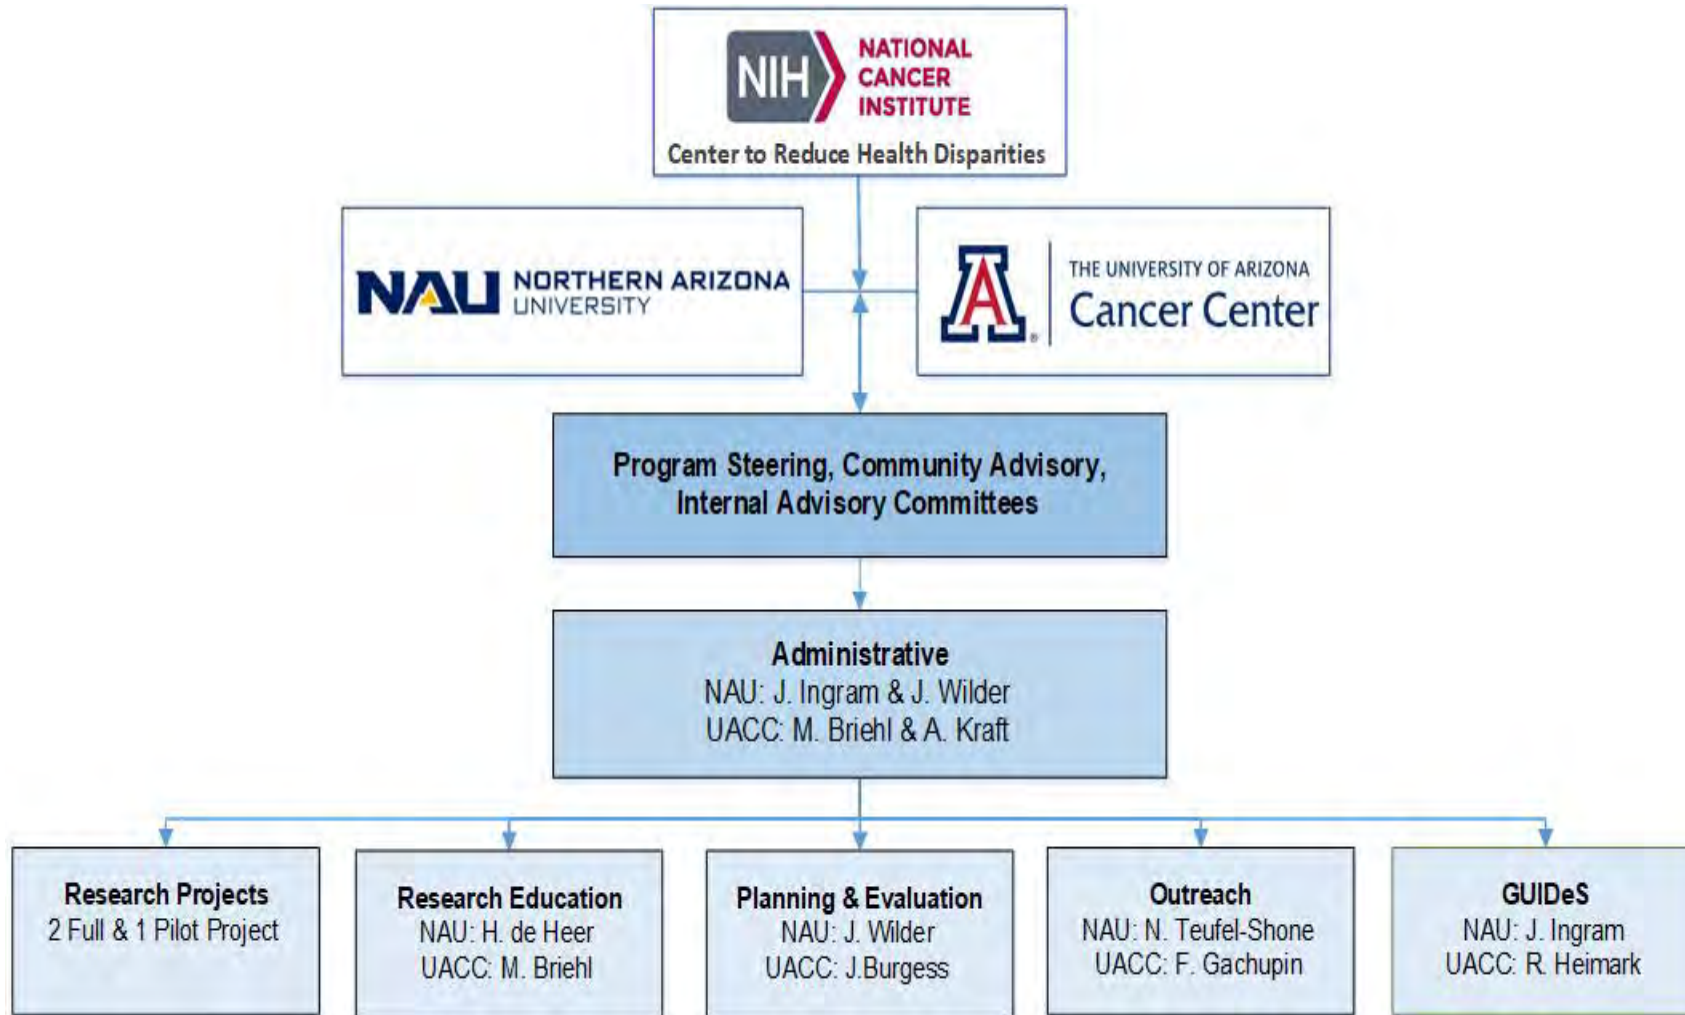 NIH
NATIONAL
CANCER
INSTITUTE
Center to Reduce Health Disparities
NAU
NORTHERN ARIZONA
UNIVERSITY
A
®
THE UNIVERSITY OF ARIZONA
Cancer Center
Program Steering, Community Advisory,
Internal Advisory Committees
Administrative
NAU: J. Ingram & J. Wilder
UACC: M. Briehl & A. Kraft
Research Projects
2 Full & 1 Pilot Project
Research Education
NAU: H. de Heer
UACC: M. Briehl
Planning & Evaluation
NAU: J. Wilder
UACC: J.Burgess
Outreach
NAU: N. Teufel-Shone
UACC: F. Gachupin
GUIDeS
NAU: J. Ingram
UACC: R. Heimark